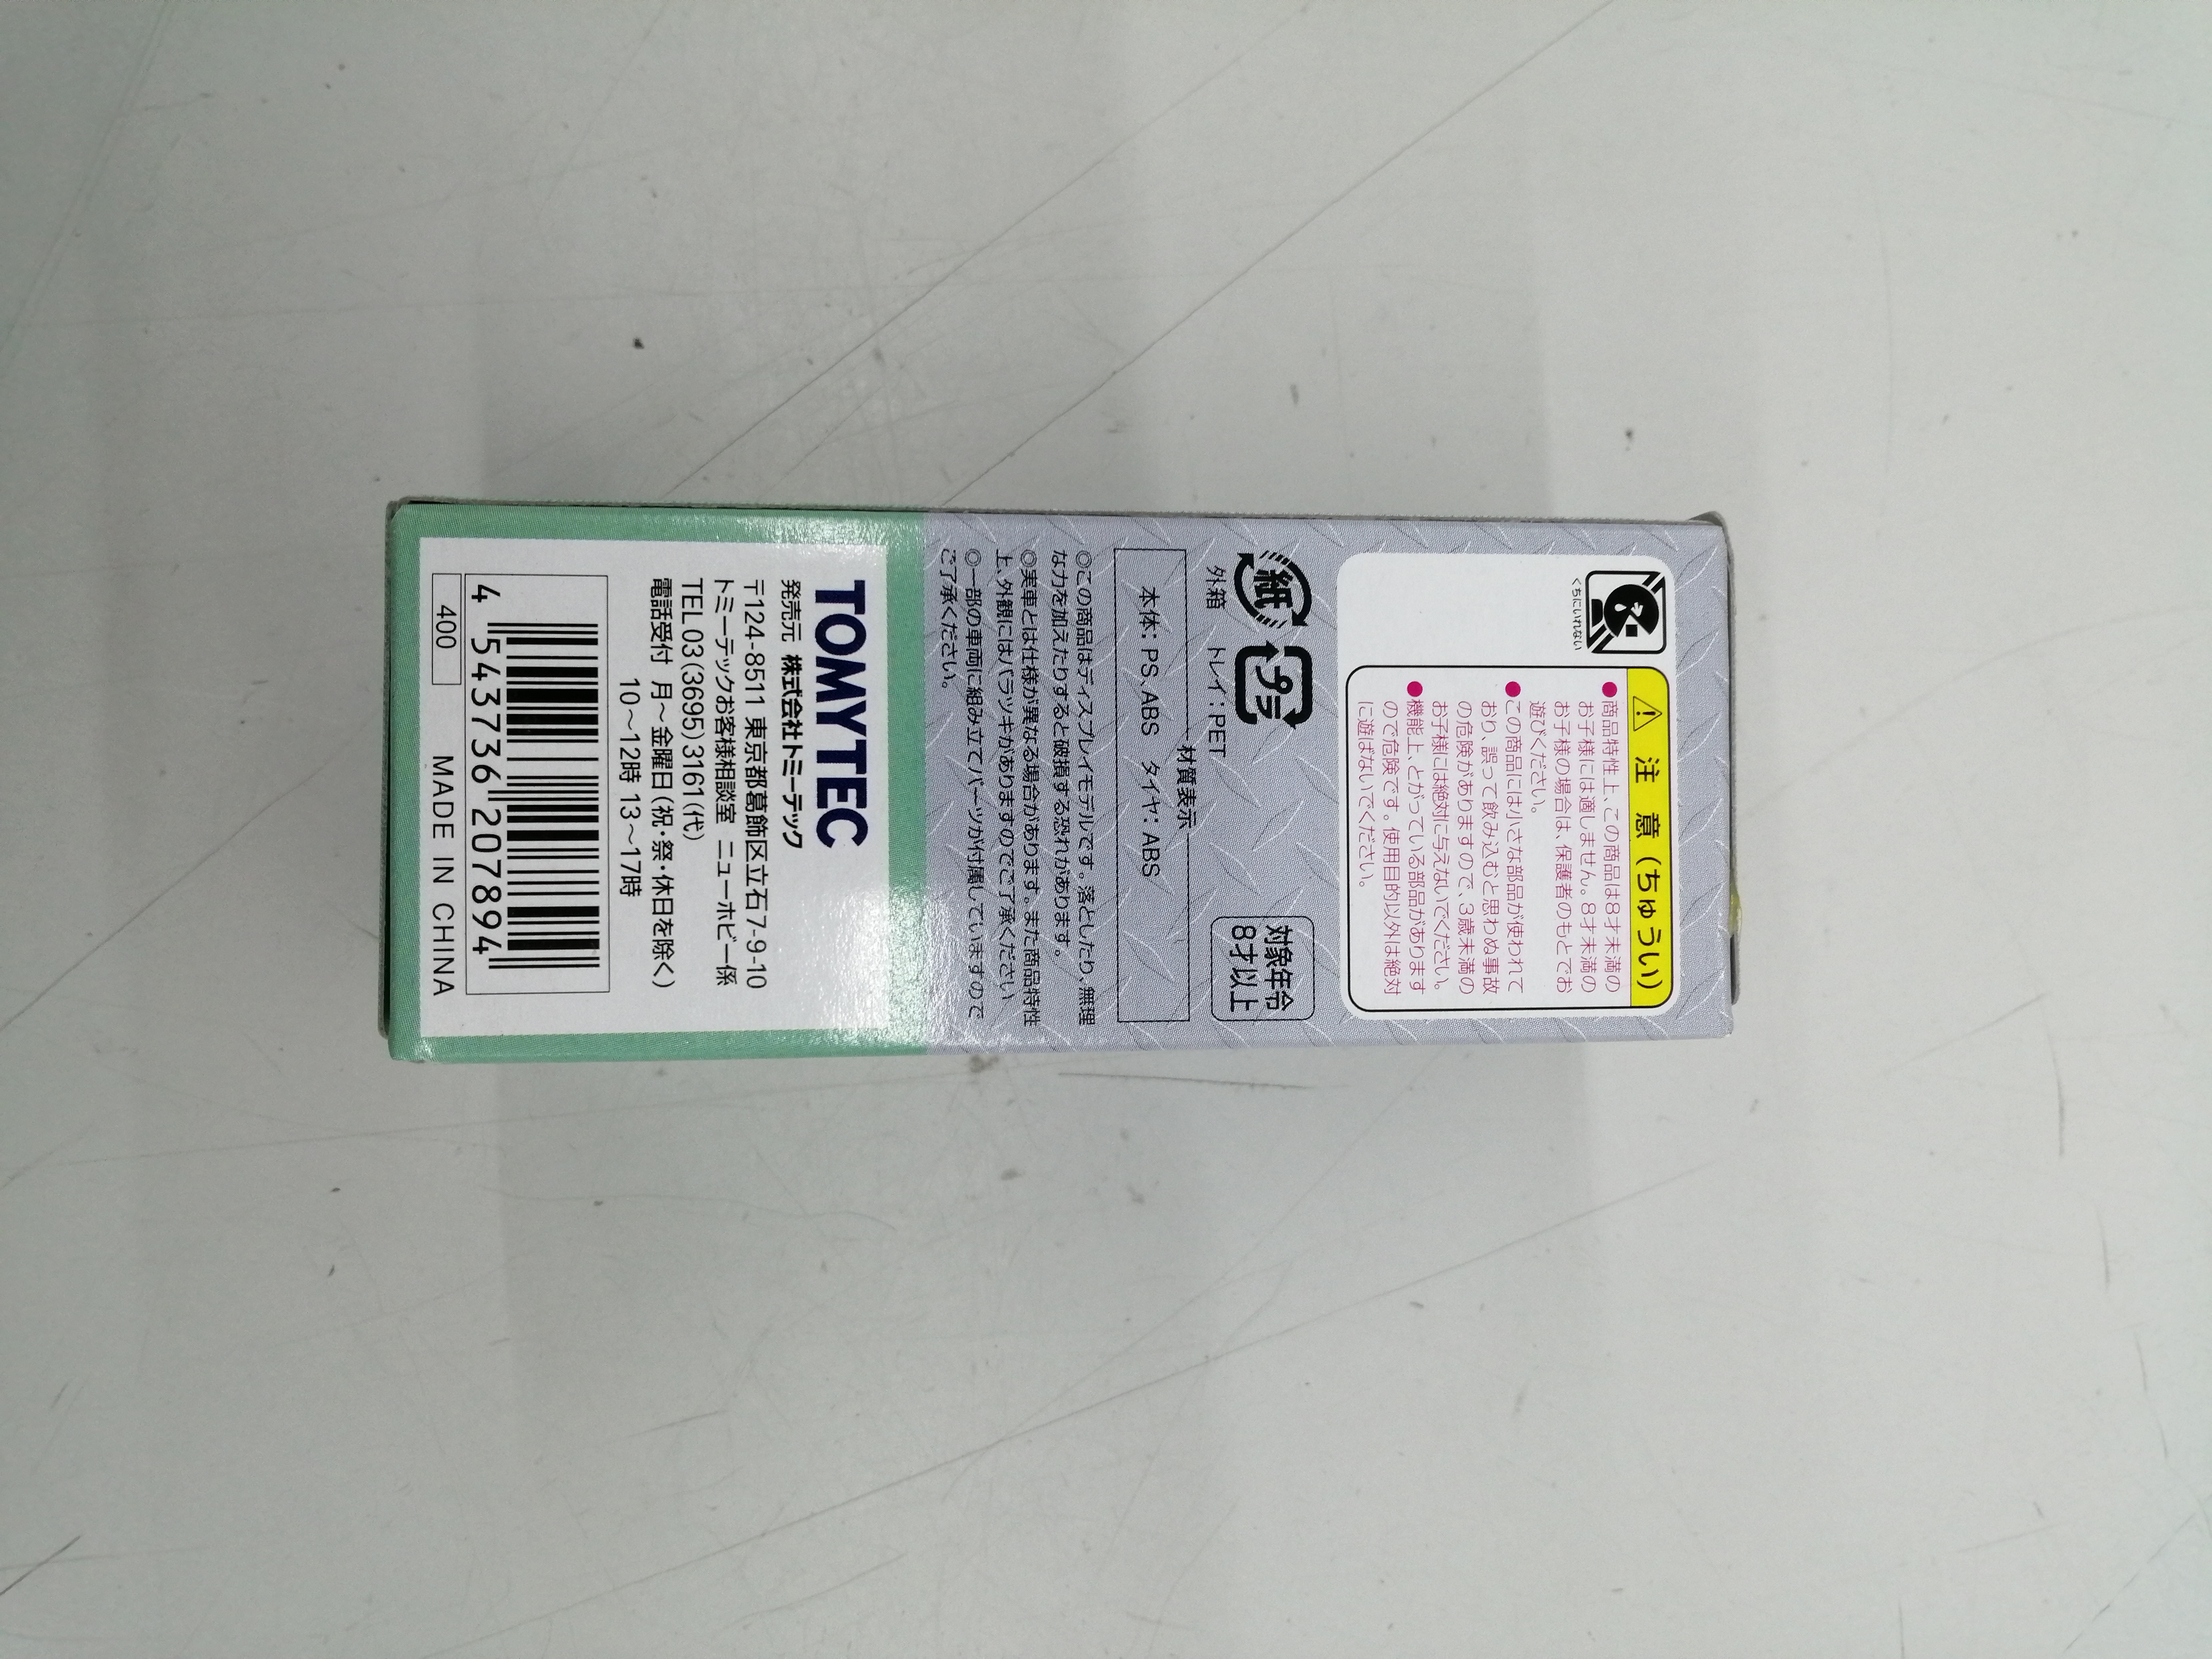 くちにいれない
注 意 (ちゅうい)
●商品特性上、この商品は8才未満の
お子様には適しません。8才未満の
お子様の場合は、保護者のもとでお
遊びください。
●この商品には小さな部品が使われて
おり、誤って飲み込むと思わぬ事故
の危険がありますので、3歳未満の
お子様には絶対に与えないでください。
●機能上、とがっている部品があります
ので危険です。使用目的以外は絶対
に遊ばないでください。
紙 プラ
外箱 トレイ:PET
対象年令
8才以上
材質表示
本体:PS、ABS タイヤ:ABS
◎この商品はディスプレイモデルです。落としたり、無理
な力を加えたりすると破損する恐れがあります。
◎実車とは仕様が異なる場合があります。また商品特性
上、外観にはバラツキがありますのでご了承ください
◎一部の車両に組み立てパーツが付属していますので
ご了承ください。
TOMYTEC
発売元 株式会社トミーテック
〒124-8511 東京都葛飾区立石7-9-10
トミーテックお客様相談室 ニューホビー係
TEL 03(3695)3161(代)
電話受付 月～金曜日(祝・祭・休日を除く)
10～12時 13～17時
4 543736 207894
400 MADE IN CHINA